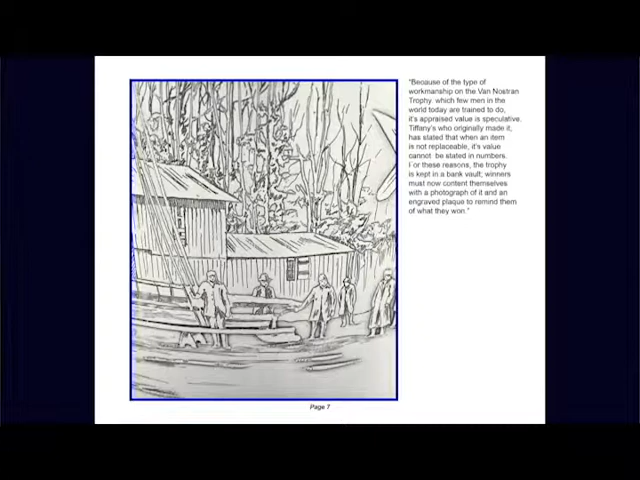 "Because of the type of
workmanship on the Van Nostran
Trophy. which few men in the
world today are trained to do,
it's appraised value is speculative.
Tiffany's who originally made it;
has stated that when an item
is not replaceable, it's value
cannot be stated in numbers.
For these reasons, the trophy
is kept in a bank vault; winners
must now content themselves
with a photograph of it and an
engraved plaque to remind them
of what they won."
Page 7